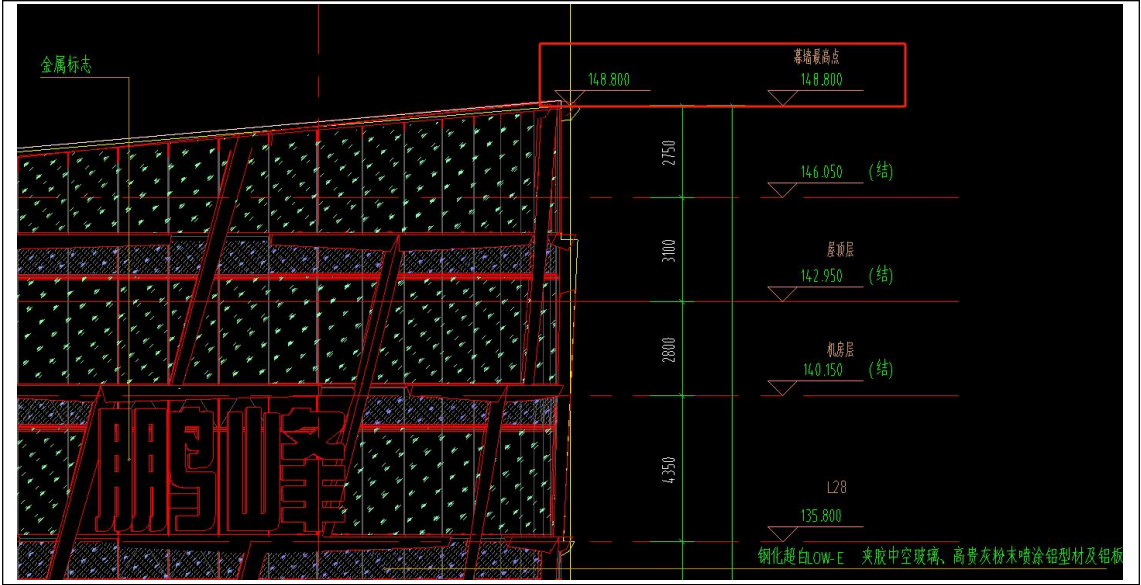 金属标志
幕墙最高点
148.800
148.800
2750
146.050 (结)
3100
屋顶层
142.950 (结)
2800
机房层
140.150 (结)
4350
L28
135.800
钢化超白LOW-E 夹胶中空玻璃、高贵灰粉末喷涂铝型材及铝板